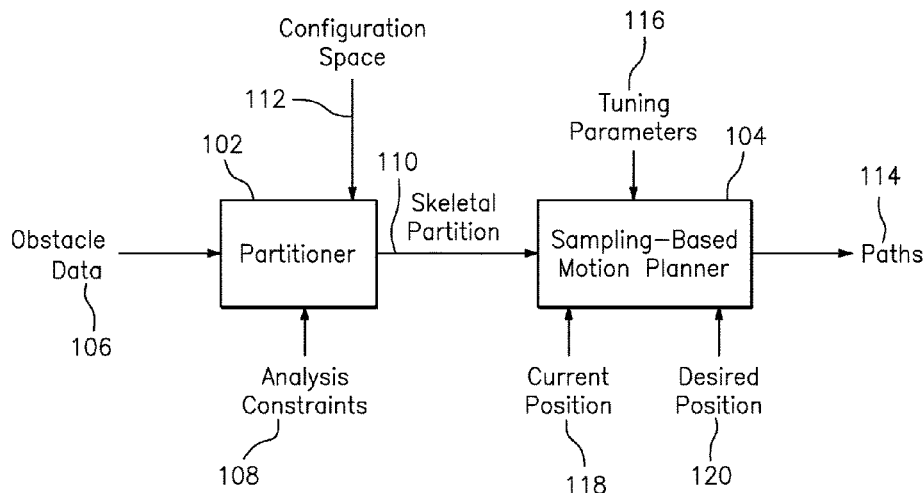 Configuration
Space
116
112
Tuning
Parameters
102
104
110
114
Skeletal
Partition
Obstacle
Data
Partitioner
Sampling-Based
Motion Planner
Paths
106
Analysis
Constraints
Current
Position
Desired
Position
108
118
120